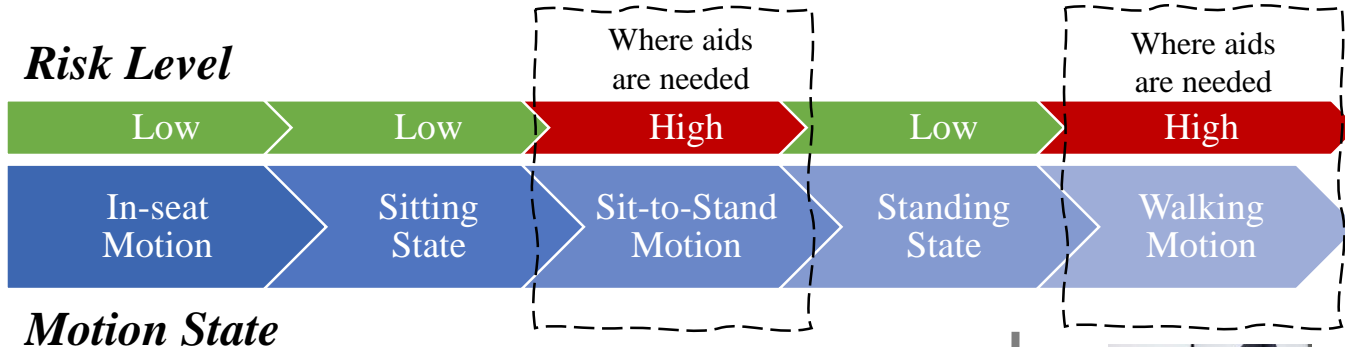 Risk Level
Where aids
are needed
Where aids
are needed
Low
Low
High
Low
High
In-seat
Motion
Sitting
State
Sit-to-Stand
Motion
Standing
State
Walking
Motion
Motion State